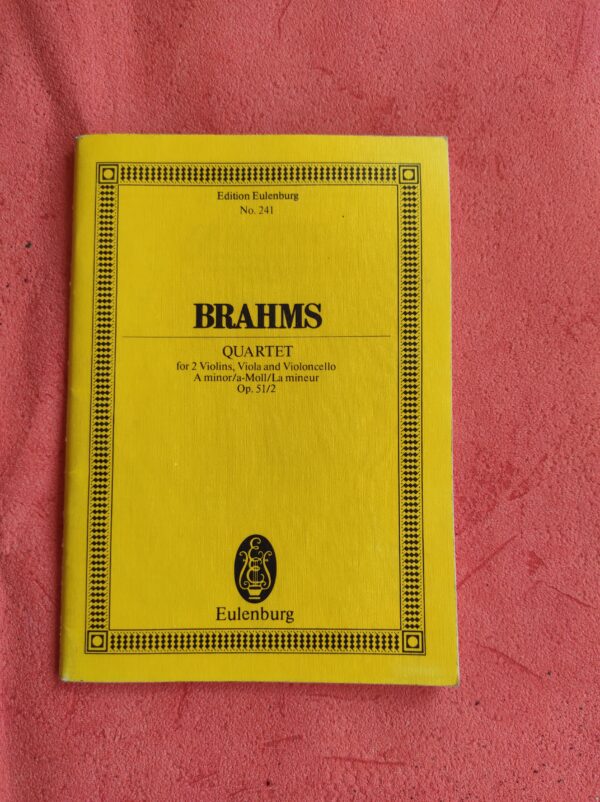 Edition Eulenburg
No. 241
BRAHMS
QUARTET
for 2 Violins, Viola and Violoncello
A minor/a-Moll/La mineur
Op. 51/2
Eulenburg